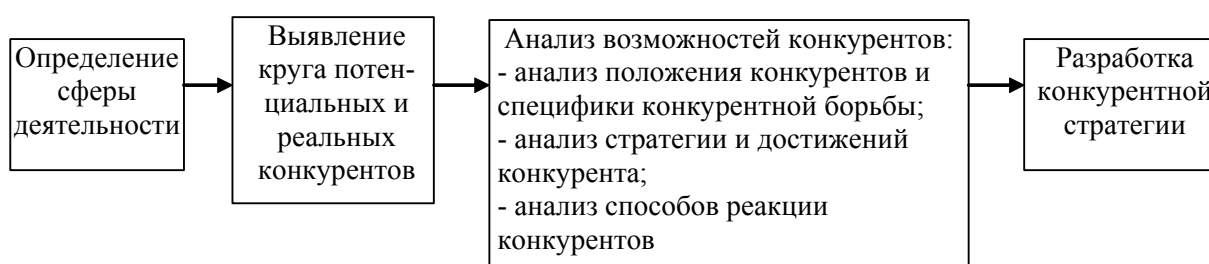 Определение
сферы
деятельности
Выявление
круга потен-
циальных и
реальных
конкурентов
Анализ возможностей конкурентов:
- анализ положения конкурентов и
специфики конкурентной борьбы;
- анализ стратегии и достижений
конкурента;
- анализ способов реакции
конкурентов
Разработка
конкурентной
стратегии